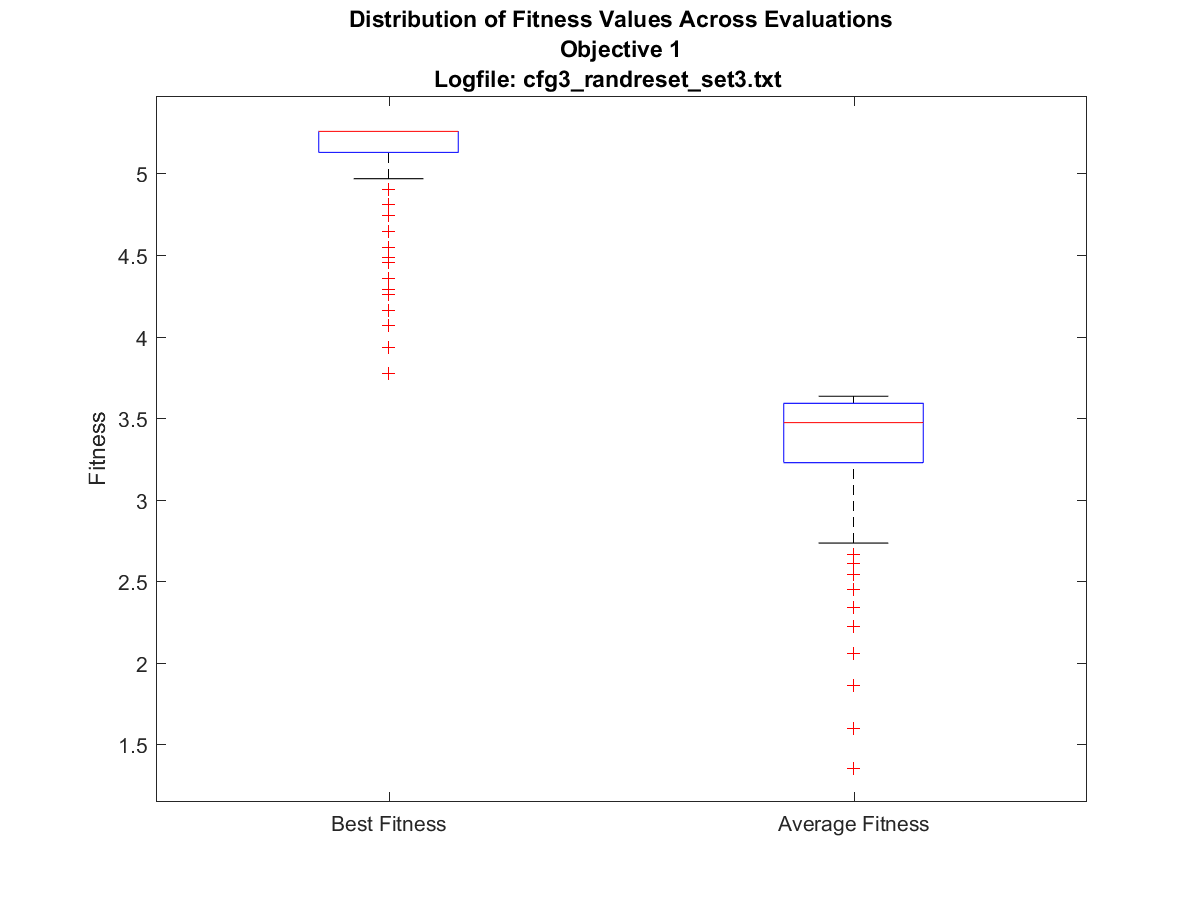 Distribution of Fitness Values Across Evaluations
Objective 1
Logfile: cfg3_randreset_set3.txt
5
4.5
4
3.5
3
2.5
2
1.5
Fitness
Best Fitness
Average Fitness